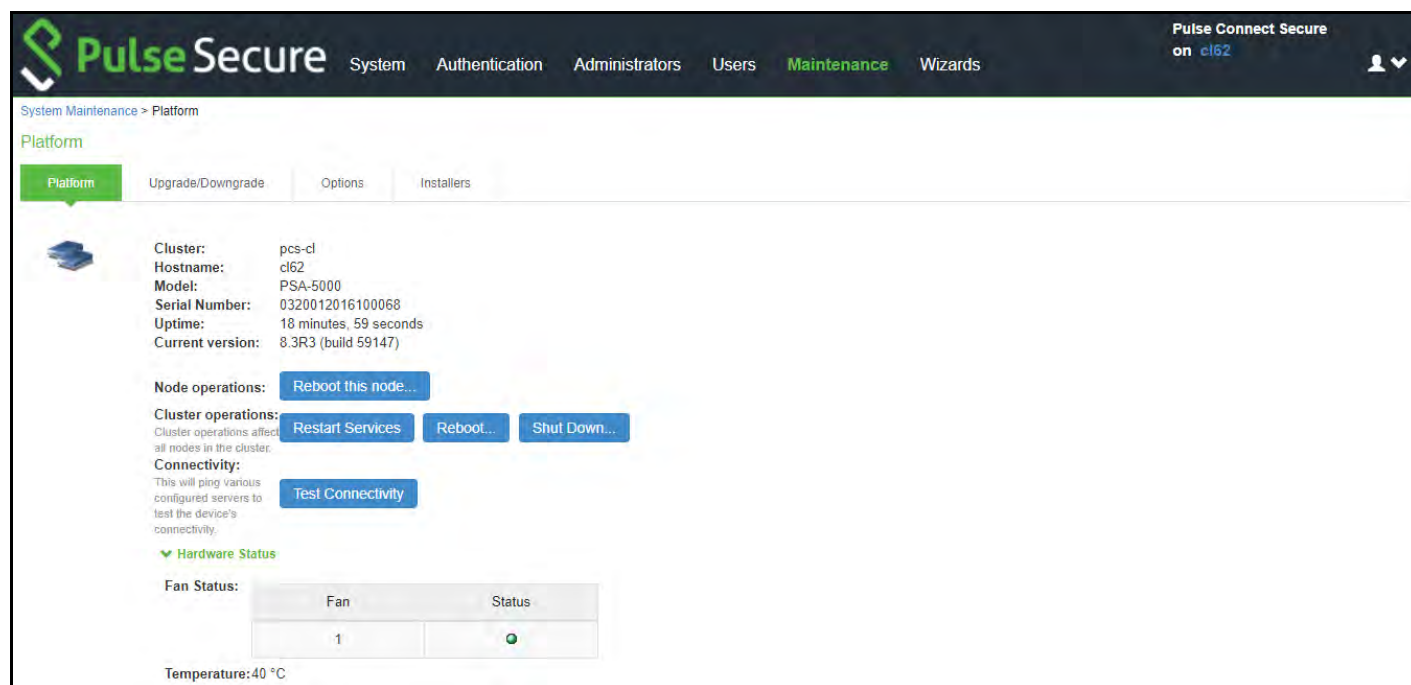 Pulse Secure
System Authentication Administrators Users Maintenance Wizards
Pulse Connect Secure
on cl62
System Maintenance > Platform
Platform
Platform Upgrade/Downgrade Options Installers
Cluster: pcs-cl
Hostname: cl62
Model: PSA-5000
Serial Number: 0320012016100068
Uptime: 18 minutes, 59 seconds
Current version: 8.3R3 (build 59147)
Node operations: Reboot this node...
Cluster operations:
Cluster operations affect
all nodes in the cluster.
Restart Services Reboot... Shut Down...
Connectivity:
This will ping various
configured servers to
test the device's
connectivity.
Test Connectivity
Hardware Status
Fan Status:
Fan Status
1
Temperature: 40 °C